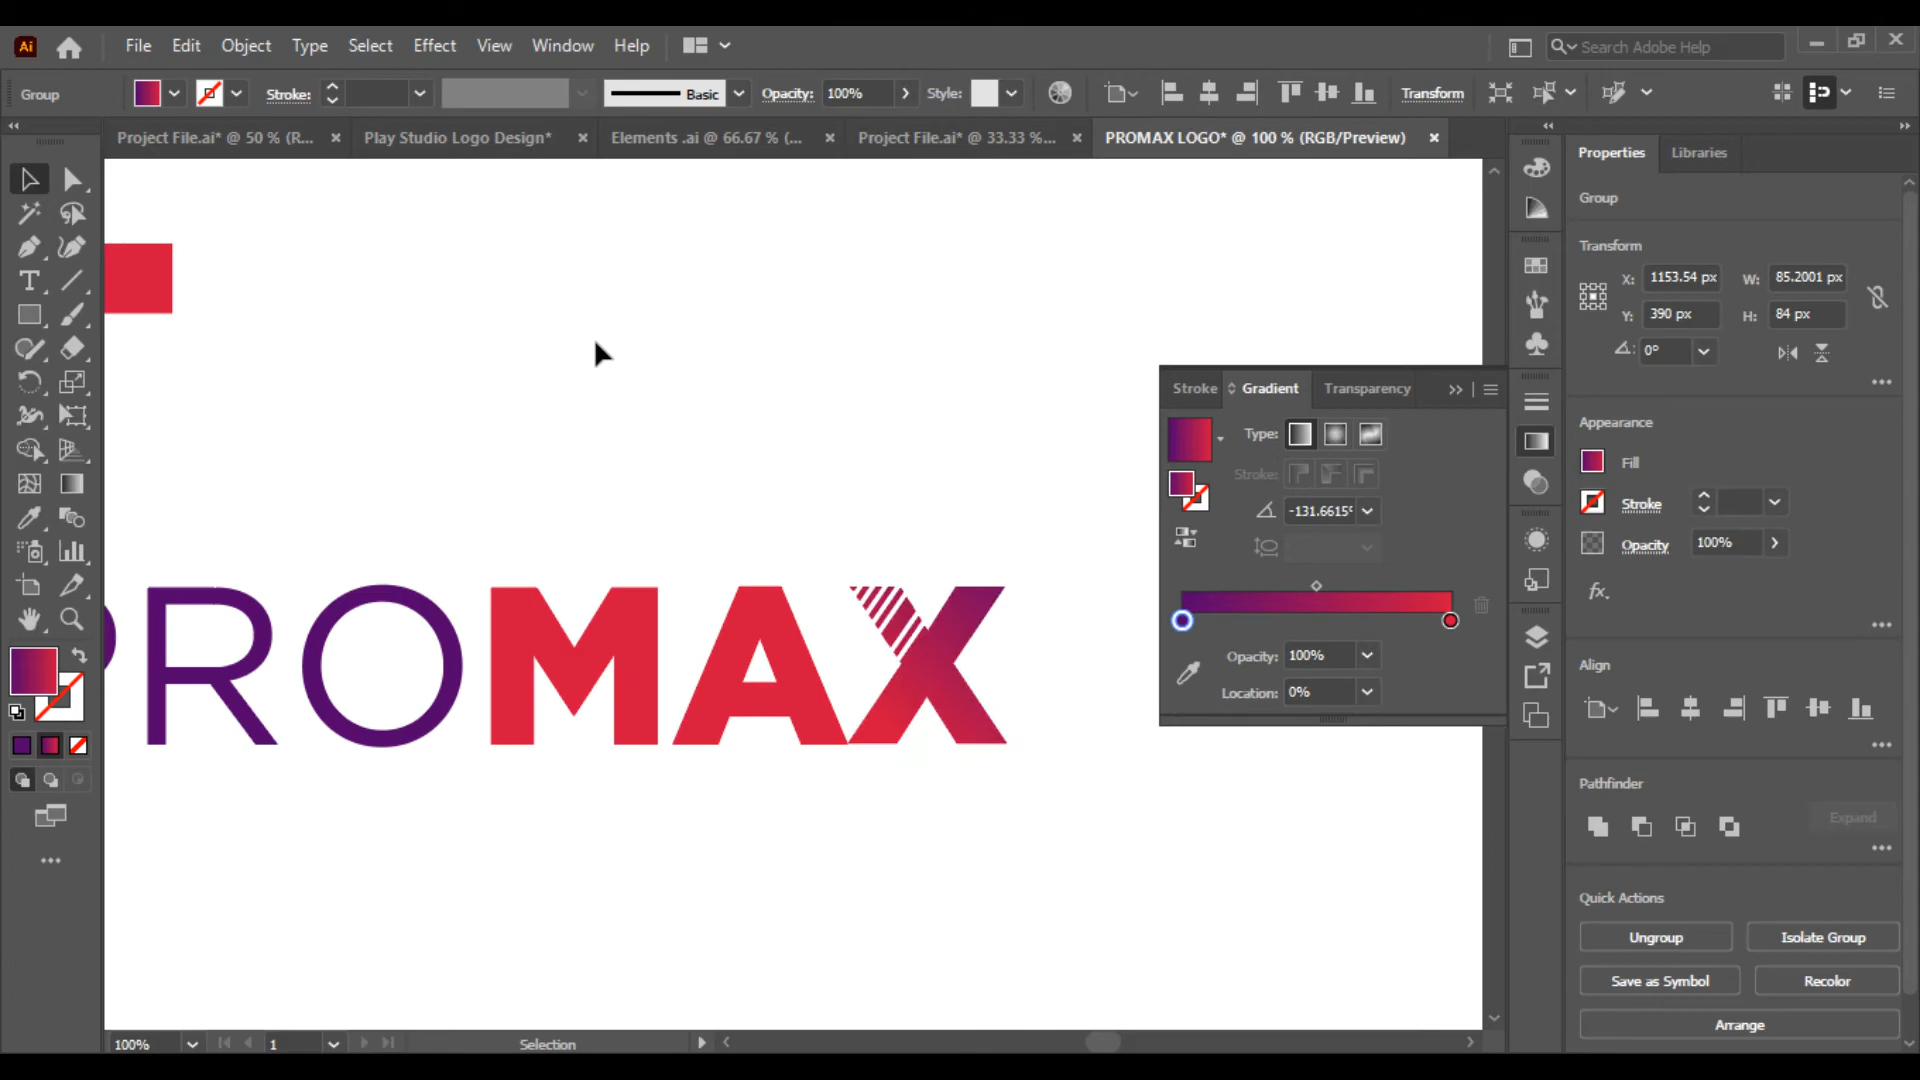 Ai File Edit Object Type Select Effect View Window Help Search Adobe Help
Group Stroke: Basic Opacity: 100% Style: Transform
Project File.ai* @ 50 % (R... × Play Studio Logo Design* × Elements .ai @ 66.67 % (... × Project File.ai* @ 33.33 %... × PROMAX LOGO* @ 100 % (RGB/Preview) ×
Properties Libraries
Group
Transform
X: 1153.54 px W: 85.2001 px
Y: 390 px H: 84 px
0°
Appearance
Fill
Stroke
Opacity 100%
fx.
Align
Pathfinder
Expand
Quick Actions
Ungroup Isolate Group
Save as Symbol Recolor
Arrange
Stroke Gradient Transparency
Type:
Stroke:
-131.6615°
Opacity: 100%
Location: 0%
PROMAX
100% 1 Selection